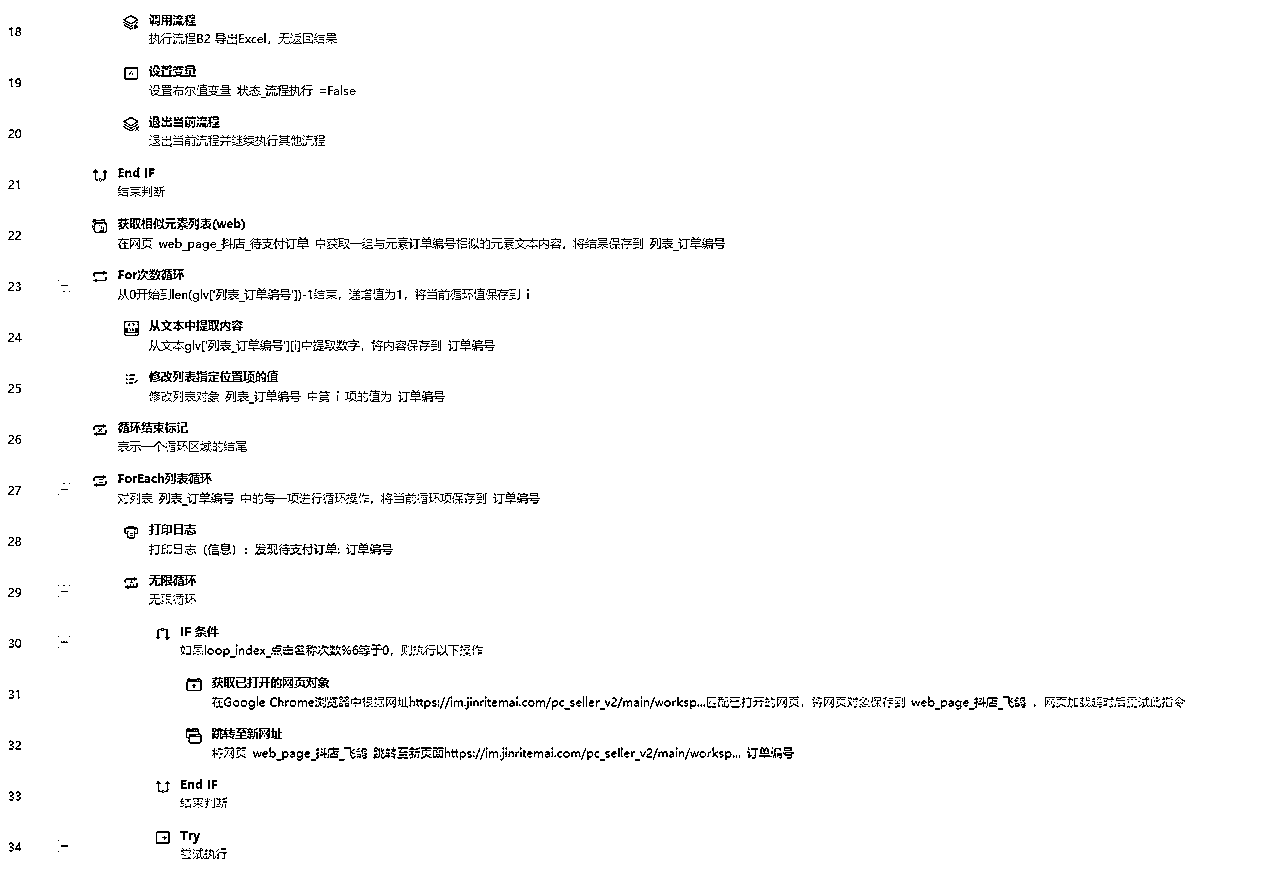 18
调用流程
执行流程B2 导出Excel，无返回结果
19
设置变量
设置布尔值变量 状态_流程执行 =False
20
退出当前流程
退出当前流程并继续执行其他流程
21
End IF
结束判断
22
获取相似元素列表(web)
在网页 web_page_抖店_待支付订单 中获取一组与元素订单编号相似的元素文本内容，将结果保存到 列表_订单编号
23
For次数循环
从0开始到len(glv['列表_订单编号'])-1结束，递增值为1，将当前循环值保存到 i
24
从文本中提取内容
从文本glv['列表_订单编号'][i]中提取数字，将内容保存到 订单编号
25
修改列表指定位置项的值
修改列表对象 列表_订单编号 中第 i 项的值为 订单编号
26
循环结束标记
表示一个循环区域的结尾
27
ForEach列表循环
对列表 列表_订单编号 中的每一项进行循环操作，将当前循环项保存到 订单编号
28
打印日志
打印日志（信息）：发现待支付订单: 订单编号
29
无限循环
无限循环
30
IF 条件
如果loop_index_点击名称次数%6等于0，则执行以下操作
31
获取已打开的网页对象
在Google Chrome浏览器中根据网址https://im.jinritemai.com/pc_seller_v2/main/worksp...匹配已打开的网页，将网页对象保存到 web_page_抖店_飞鸽 ，网页加载超时后重试此指令
32
跳转至新网址
将网页 web_page_抖店_飞鸽 跳转至新页面https://im.jinritemai.com/pc_seller_v2/main/worksp... 订单编号
33
End IF
结束判断
34
Try
尝试执行